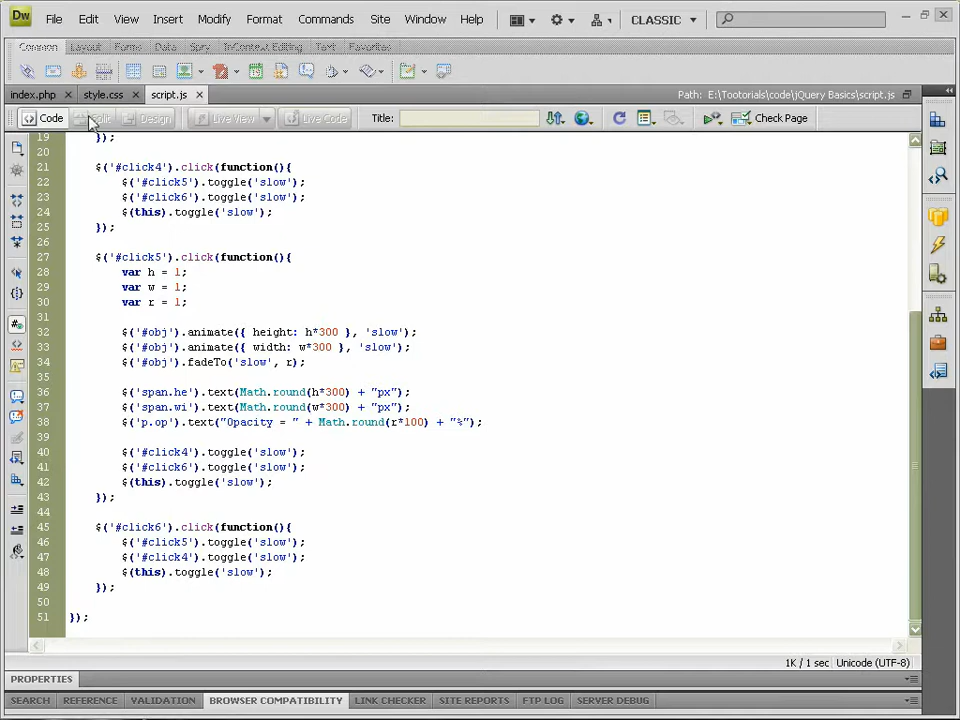 Dw File Edit View Insert Modify Format Commands Site Window Help CLASSIC
Common Layout Forms Data Spry InContext Editing Text Favorites
index.php style.css script.js Path: E:\Tootorials\code\jQuery Basics\script.js
Code Split Design Live View Live Code Title: Check Page
19 });
20
21 $('#click4').click(function(){
22 $('#click5').toggle('slow');
23 $('#click6').toggle('slow');
24 $(this).toggle('slow');
25 });
26
27 $('#click5').click(function(){
28 var h = 1;
29 var w = 1;
30 var r = 1;
31
32 $('#obj').animate({ height: h*300 }, 'slow');
33 $('#obj').animate({ width: w*300 }, 'slow');
34 $('#obj').fadeTo('slow', r);
35
36 $('span.he').text(Math.round(h*300) + "px");
37 $('span.wi').text(Math.round(w*300) + "px");
38 $('p.op').text("Opacity = " + Math.round(r*100) + "%");
39
40 $('#click4').toggle('slow');
41 $('#click6').toggle('slow');
42 $(this).toggle('slow');
43 });
44
45 $('#click6').click(function(){
46 $('#click5').toggle('slow');
47 $('#click4').toggle('slow');
48 $(this).toggle('slow');
49 });
50
51 });
1K / 1 sec Unicode (UTF-8)
PROPERTIES
SEARCH REFERENCE VALIDATION BROWSER COMPATIBILITY LINK CHECKER SITE REPORTS FTP LOG SERVER DEBUG